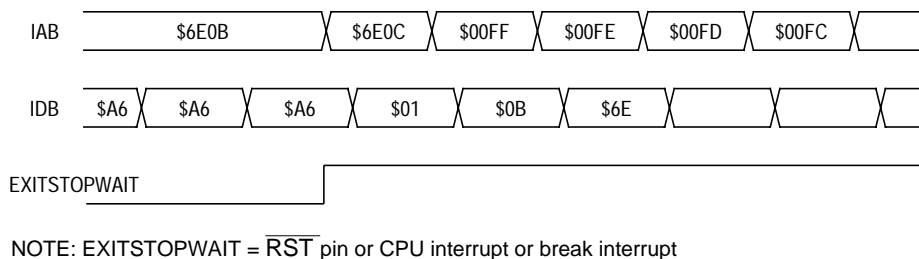 IAB $6E0B $6E0C $00FF $00FE $00FD $00FC
IDB $A6 $A6 $A6 $01 $0B $6E
EXITSTOPWAIT
NOTE: EXITSTOPWAIT = RST pin or CPU interrupt or break interrupt